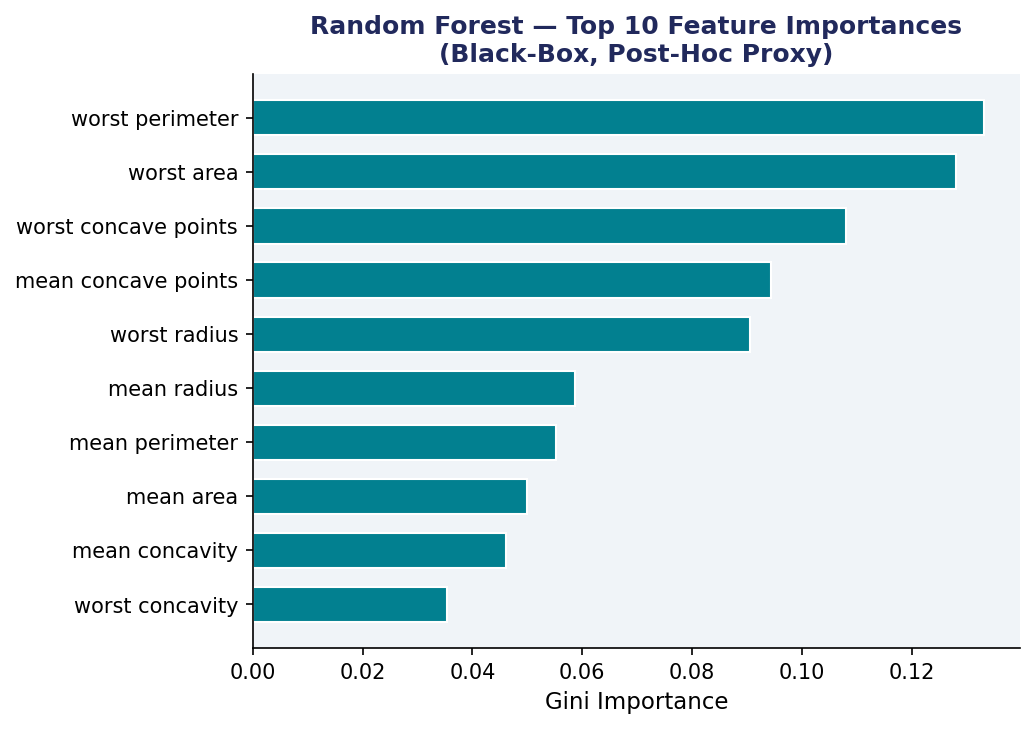 Random Forest — Top 10 Feature Importances
(Black-Box, Post-Hoc Proxy)
worst perimeter
worst area
worst concave points
mean concave points
worst radius
mean radius
mean perimeter
mean area
mean concavity
worst concavity
0.00 0.02 0.04 0.06 0.08 0.10 0.12
Gini Importance